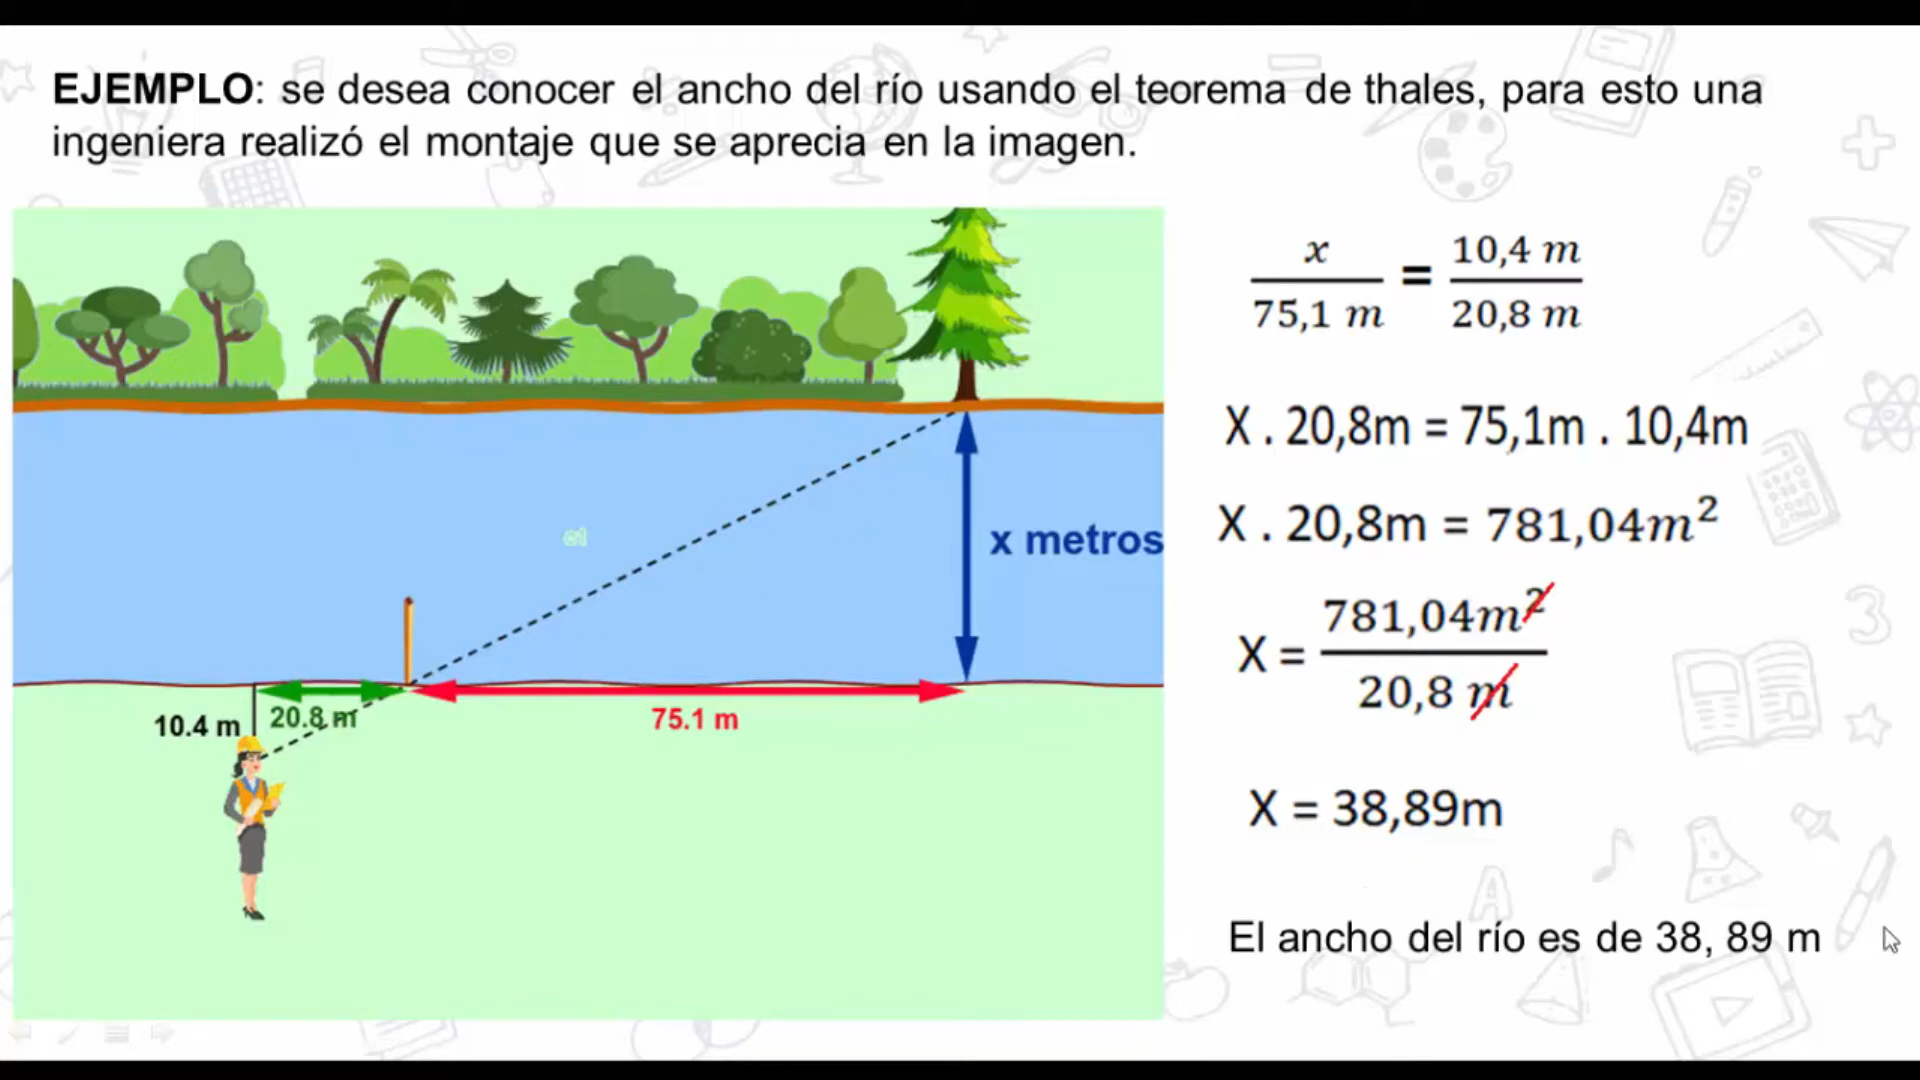 EJEMPLO: se desea conocer el ancho del río usando el teorema de thales, para esto una
ingeniera realizó el montaje que se aprecia en la imagen.
x metros
10.4 m
20.8 m
75.1 m
x / 75,1 m = 10,4 m / 20,8 m
X . 20,8m = 75,1m . 10,4m
X . 20,8m = 781,04m²
X = 781,04m² / 20,8 m
X = 38,89m
El ancho del río es de 38, 89 m